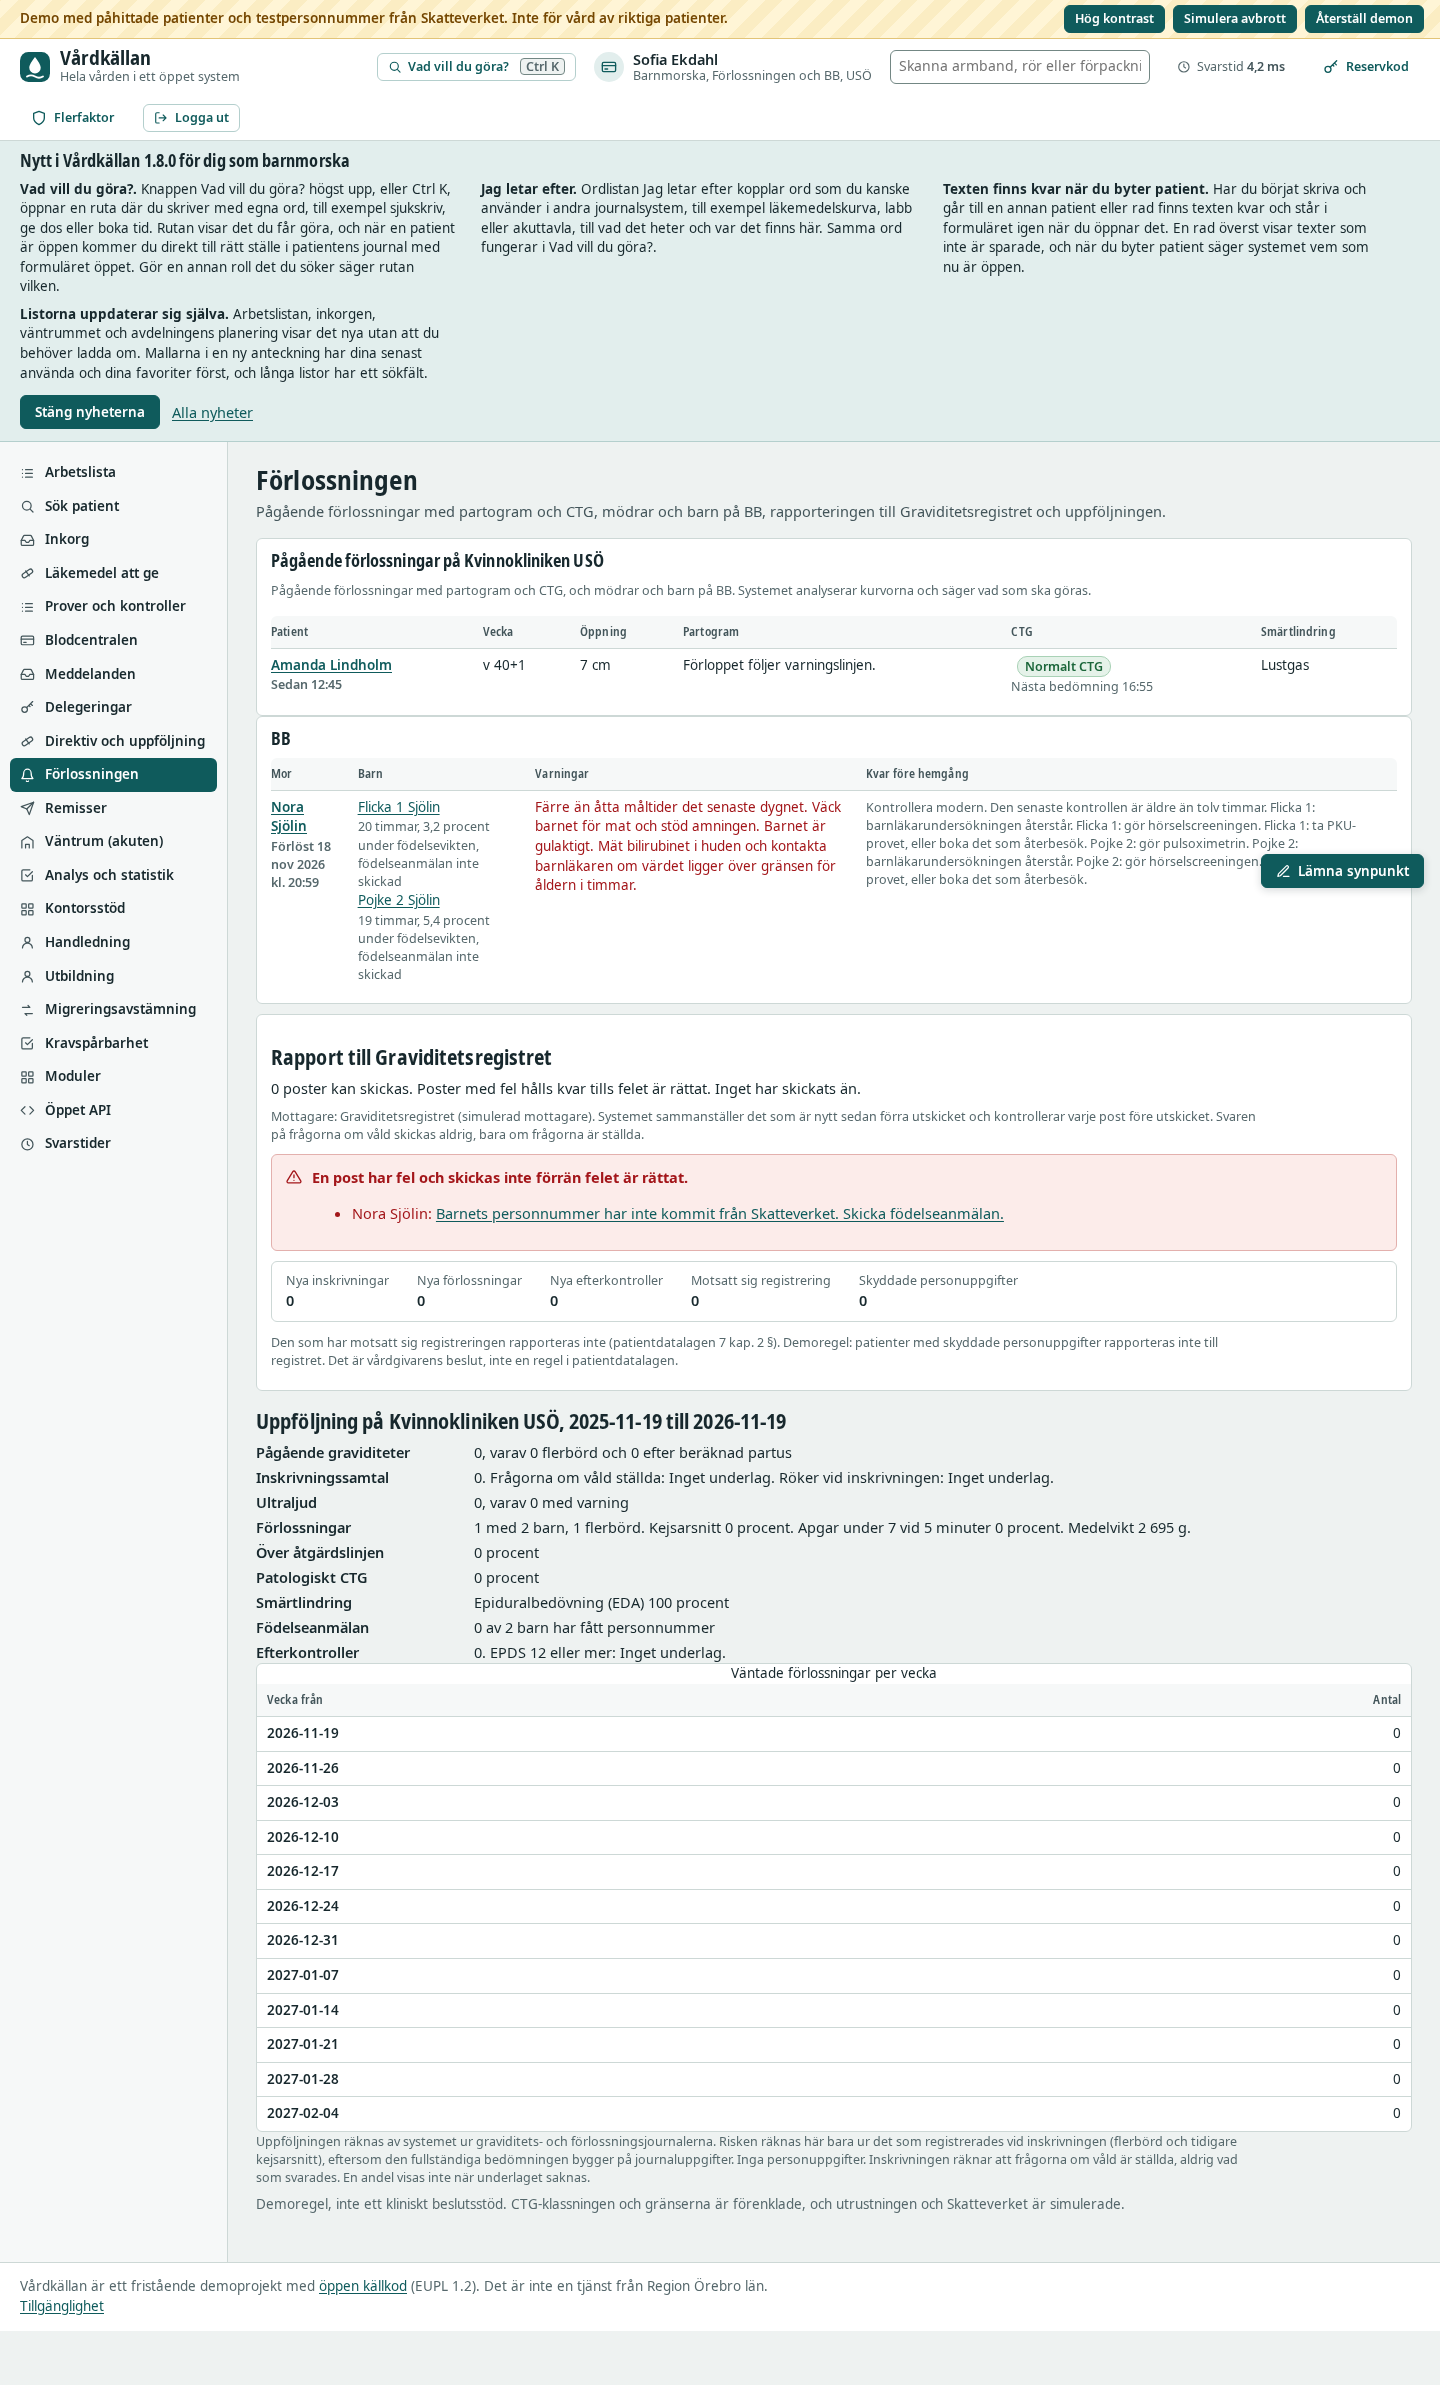 Demo med påhittade patienter och testpersonnummer från Skatteverket. Inte för vård av riktiga patienter.
Hög kontrast
Simulera avbrott
Återställ demon
Vårdkällan
Hela vården i ett öppet system
Vad vill du göra? Ctrl K
Sofia Ekdahl
Barnmorska, Förlossningen och BB, USÖ
Skanna armband, rör eller förpackni
Svarstid 4,2 ms
Reservkod
Flerfaktor
Logga ut
Nytt i Vårdkällan 1.8.0 för dig som barnmorska
Vad vill du göra?. Knappen Vad vill du göra? högst upp, eller Ctrl K,
öppnar en ruta där du skriver med egna ord, till exempel sjukskriv,
ge dos eller boka tid. Rutan visar det du får göra, och när en patient
är öppen kommer du direkt till rätt ställe i patientens journal med
formuläret öppet. Gör en annan roll det du söker säger rutan
vilken.
Jag letar efter. Ordlistan Jag letar efter kopplar ord som du kanske
använder i andra journalsystem, till exempel läkemedelskurva, labb
eller akuttavla, till vad det heter och var det finns här. Samma ord
fungerar i Vad vill du göra?.
Texten finns kvar när du byter patient. Har du börjat skriva och
går till en annan patient eller rad finns texten kvar och står i
formuläret igen när du öppnar det. En rad överst visar texter som
inte är sparade, och när du byter patient säger systemet vem som
nu är öppen.
Listorna uppdaterar sig själva. Arbetslistan, inkorgen,
väntrummet och avdelningens planering visar det nya utan att du
behöver ladda om. Mallarna i en ny anteckning har dina senast
använda och dina favoriter först, och långa listor har ett sökfält.
Stäng nyheterna
Alla nyheter
Arbetslista
Sök patient
Inkorg
Läkemedel att ge
Prover och kontroller
Blodcentralen
Meddelanden
Delegeringar
Direktiv och uppföljning
Förlossningen
Remisser
Väntrum (akuten)
Analys och statistik
Kontorsstöd
Handledning
Utbildning
Migreringsavstämning
Kravspårbarhet
Moduler
Öppet API
Svarstider
Förlossningen
Pågående förlossningar med partogram och CTG, mödrar och barn på BB, rapporteringen till Graviditetsregistret och uppföljningen.
Pågående förlossningar på Kvinnokliniken USÖ
Pågående förlossningar med partogram och CTG, och mödrar och barn på BB. Systemet analyserar kurvorna och säger vad som ska göras.
Patient Vecka Öppning Partogram CTG Smärtlindring
Amanda Lindholm v 40+1 7 cm Förloppet följer varningslinjen. Normalt CTG Lustgas
Sedan 12:45 Nästa bedömning 16:55
BB
Mor Barn Varningar Kvar före hemgång
Nora
Sjölin
Förlöst 18
nov 2026
kl. 20:59
Flicka 1 Sjölin
20 timmar, 3,2 procent
under födelsevikten,
födelseanmälan inte
skickad
Pojke 2 Sjölin
19 timmar, 5,4 procent
under födelsevikten,
födelseanmälan inte
skickad
Färre än åtta måltider det senaste dygnet. Väck
barnet för mat och stöd amningen. Barnet är
gulaktigt. Mät bilirubinet i huden och kontakta
barnläkaren om värdet ligger över gränsen för
åldern i timmar.
Kontrollera modern. Den senaste kontrollen är äldre än tolv timmar. Flicka 1:
barnläkarundersökningen återstår. Flicka 1: gör hörselscreeningen. Flicka 1: ta PKU-
provet, eller boka det som återbesök. Pojke 2: gör pulsoximetrin. Pojke 2:
barnläkarundersökningen återstår. Pojke 2: gör hörselscreeningen.
provet, eller boka det som återbesök.
Lämna synpunkt
Rapport till Graviditetsregistret
0 poster kan skickas. Poster med fel hålls kvar tills felet är rättat. Inget har skickats än.
Mottagare: Graviditetsregistret (simulerad mottagare). Systemet sammanställer det som är nytt sedan förra utskicket och kontrollerar varje post före utskicket. Svaren
på frågorna om våld skickas aldrig, bara om frågorna är ställda.
En post har fel och skickas inte förrän felet är rättat.
Nora Sjölin: Barnets personnummer har inte kommit från Skatteverket. Skicka födelseanmälan.
Nya inskrivningar Nya förlossningar Nya efterkontroller Motsatt sig registrering Skyddade personuppgifter
0 0 0 0 0
Den som har motsatt sig registreringen rapporteras inte (patientdatalagen 7 kap. 2 §). Demoregel: patienter med skyddade personuppgifter rapporteras inte till
registret. Det är vårdgivarens beslut, inte en regel i patientdatalagen.
Uppföljning på Kvinnokliniken USÖ, 2025-11-19 till 2026-11-19
Pågående graviditeter 0, varav 0 flerbörd och 0 efter beräknad partus
Inskrivningssamtal 0. Frågorna om våld ställda: Inget underlag. Röker vid inskrivningen: Inget underlag.
Ultraljud 0, varav 0 med varning
Förlossningar 1 med 2 barn, 1 flerbörd. Kejsarsnitt 0 procent. Apgar under 7 vid 5 minuter 0 procent. Medelvikt 2 695 g.
Över åtgärdslinjen 0 procent
Patologiskt CTG 0 procent
Smärtlindring Epiduralbedövning (EDA) 100 procent
Födelseanmälan 0 av 2 barn har fått personnummer
Efterkontroller 0. EPDS 12 eller mer: Inget underlag.
Väntade förlossningar per vecka
Vecka från Antal
2026-11-19 0
2026-11-26 0
2026-12-03 0
2026-12-10 0
2026-12-17 0
2026-12-24 0
2026-12-31 0
2027-01-07 0
2027-01-14 0
2027-01-21 0
2027-01-28 0
2027-02-04 0
Uppföljningen räknas av systemet ur graviditets- och förlossningsjournalerna. Risken räknas här bara ur det som registrerades vid inskrivningen (flerbörd och tidigare
kejsarsnitt), eftersom den fullständiga bedömningen bygger på journaluppgifter. Inga personuppgifter. Inskrivningen räknar att frågorna om våld är ställda, aldrig vad
som svarades. En andel visas inte när underlaget saknas.
Demoregel, inte ett kliniskt beslutsstöd. CTG-klassningen och gränserna är förenklade, och utrustningen och Skatteverket är simulerade.
Vårdkällan är ett fristående demoprojekt med öppen källkod (EUPL 1.2). Det är inte en tjänst från Region Örebro län.
Tillgänglighet